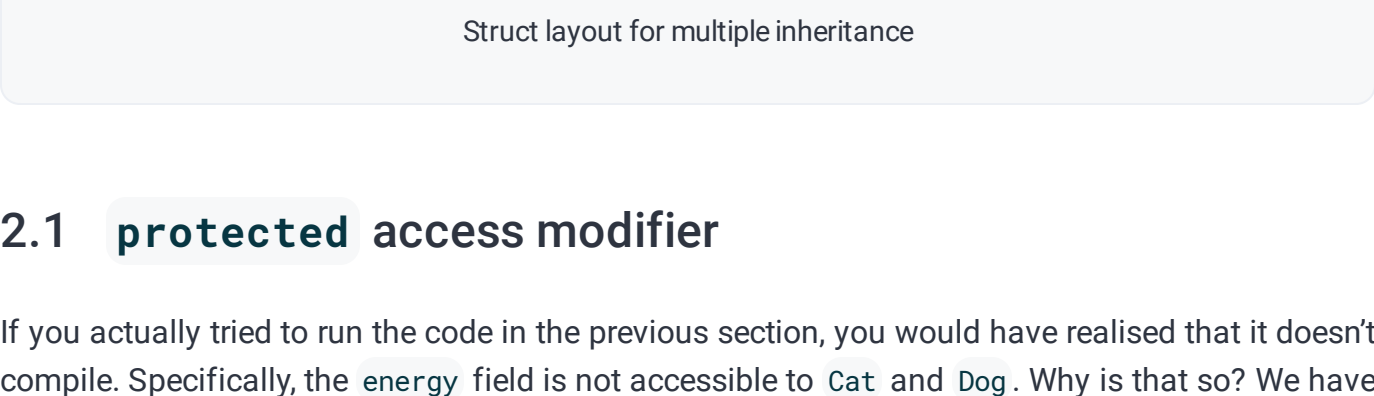 Struct layout for multiple inheritance
2.1 protected access modifier
If you actually tried to run the code in the previous section, you would have realised that it doesn’t
compile. Specifically, the energy field is not accessible to Cat and Dog. Why is that so? We have